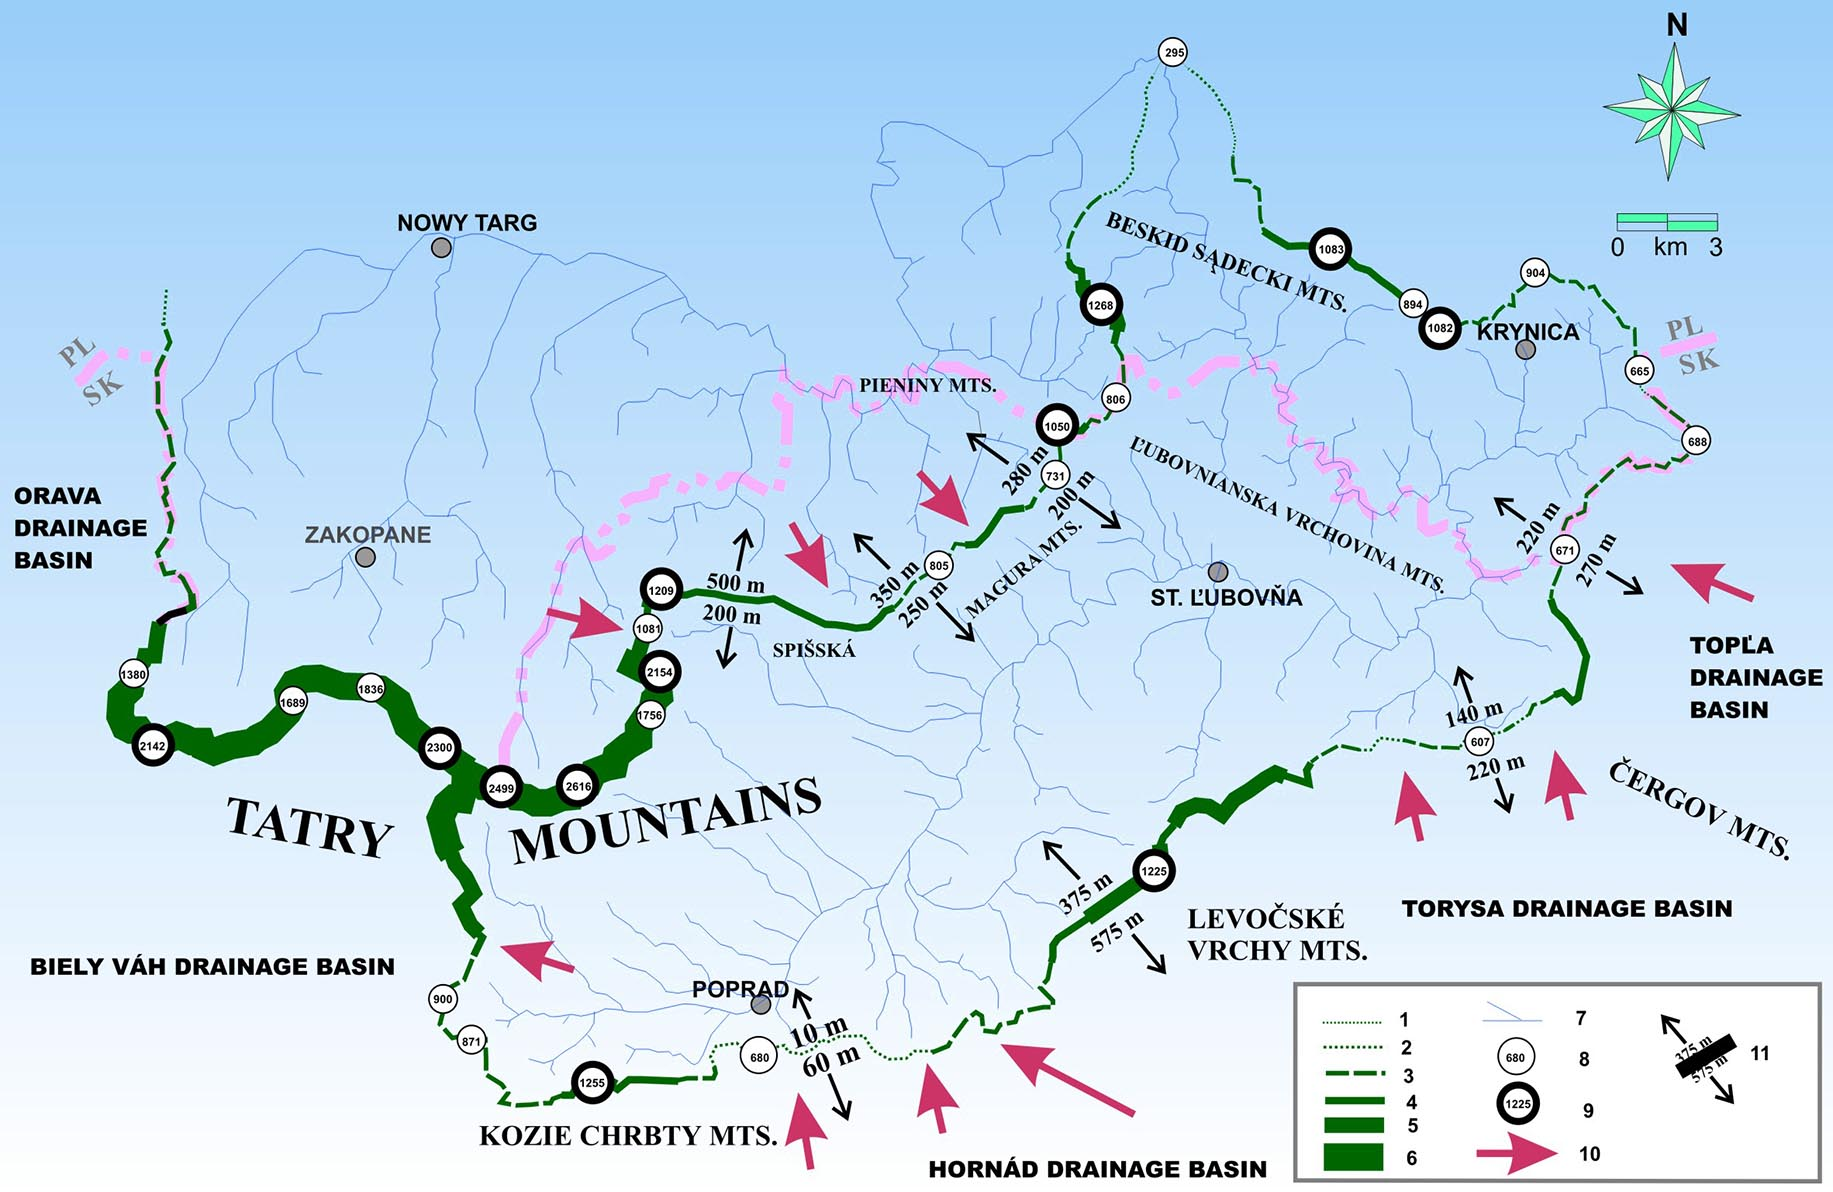 N
295
NOWY TARG
BESKID SĄDECKI MTS.
1083
0 km 3
904
894
1268
1082
KRYNICA
PL
SK
PL
SK
665
PIENINY MTS.
806
1050
688
280 m
731
200 m
ĽUBOVNIANSKA VRCHOVINA MTS.
ORAVA
DRAINAGE
BASIN
ZAKOPANE
220 m
671
270 m
805
350 m
250 m
MAGURA MTS.
1209
500 m
200 m
ST. ĽUBOVŇA
1081
SPIŠSKÁ
TOPĽA
DRAINAGE
BASIN
1380
2154
1689
1836
1756
140 m
607
220 m
2142
2300
2499
2616
TATRY MOUNTAINS
ČERGOV MTS.
1225
375 m
575 m
LEVOČSKÉ
VRCHY MTS.
TORYSA DRAINAGE BASIN
BIELY VÁH DRAINAGE BASIN
900
POPRAD
871
10 m
680
60 m
1255
KOZIE CHRBTY MTS.
HORNÁD DRAINAGE BASIN
1
2
3
4
5
6
7
680
8
1225
9
10
375 m
575 m
11